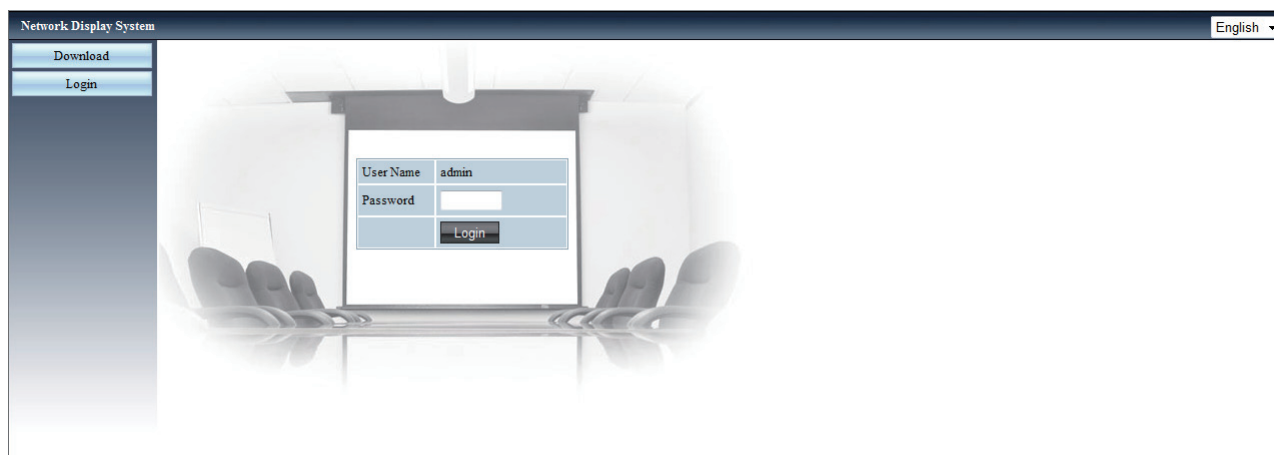 Network Display System
English
Download
Login
User Name admin
Password
Login